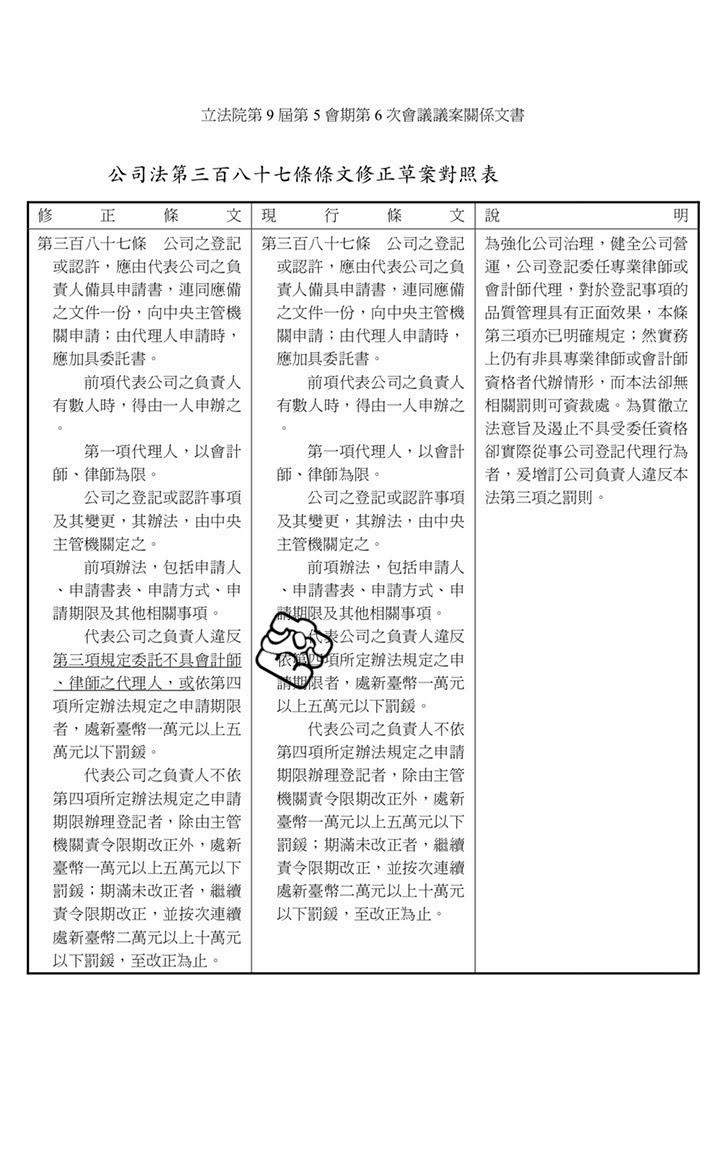 立法院第 9 屆第 5 會期第 6 次會議議案關係文書
公司法第三百八十七條條文修正草案對照表
修正條文
第三百八十七條　公司之登記
或認許，應由代表公司之負
責人備具申請書，連同應備
之文件一份，向中央主管機
關申請；由代理人申請時，
應加具委託書。
前項代表公司之負責人
有數人時，得由一人申辦之
。
第一項代理人，以會計
師、律師為限。
公司之登記或認許事項
及其變更，其辦法，由中央
主管機關定之。
前項辦法，包括申請人
、申請書表、申請方式、申
請期限及其他相關事項。
代表公司之負責人違反
第三項規定委託不具會計師
、律師之代理人，或依第四
項所定辦法規定之申請期限
者，處新臺幣一萬元以上五
萬元以下罰鍰。
代表公司之負責人不依
第四項所定辦法規定之申請
期限辦理登記者，除由主管
機關責令限期改正外，處新
臺幣一萬元以上五萬元以下
罰鍰；期滿未改正者，繼續
責令限期改正，並按次連續
處新臺幣二萬元以上十萬元
以下罰鍰，至改正為止。
現行條文
第三百八十七條　公司之登記
或認許，應由代表公司之負
責人備具申請書，連同應備
之文件一份，向中央主管機
關申請；由代理人申請時，
應加具委託書。
前項代表公司之負責人
有數人時，得由一人申辦之
。
第一項代理人，以會計
師、律師為限。
公司之登記或認許事項
及其變更，其辦法，由中央
主管機關定之。
前項辦法，包括申請人
、申請書表、申請方式、申
請期限及其他相關事項。
代表公司之負責人違反
依第四項所定辦法規定之申
請期限者，處新臺幣一萬元
以上五萬元以下罰鍰。
代表公司之負責人不依
第四項所定辦法規定之申請
期限辦理登記者，除由主管
機關責令限期改正外，處新
臺幣一萬元以上五萬元以下
罰鍰；期滿未改正者，繼續
責令限期改正，並按次連續
處新臺幣二萬元以上十萬元
以下罰鍰，至改正為止。
說明
為強化公司治理，健全公司營
運，公司登記委任專業律師或
會計師代理，對於登記事項的
品質管理具有正面效果，本條
第三項亦已明確規定；然實務
上仍有非具專業律師或會計師
資格者代辦情形，而本法卻無
相關罰則可資裁處。為貫徹立
法意旨及遏止不具受委任資格
卻實際從事公司登記代理行為
者，爰增訂公司負責人違反本
法第三項之罰則。